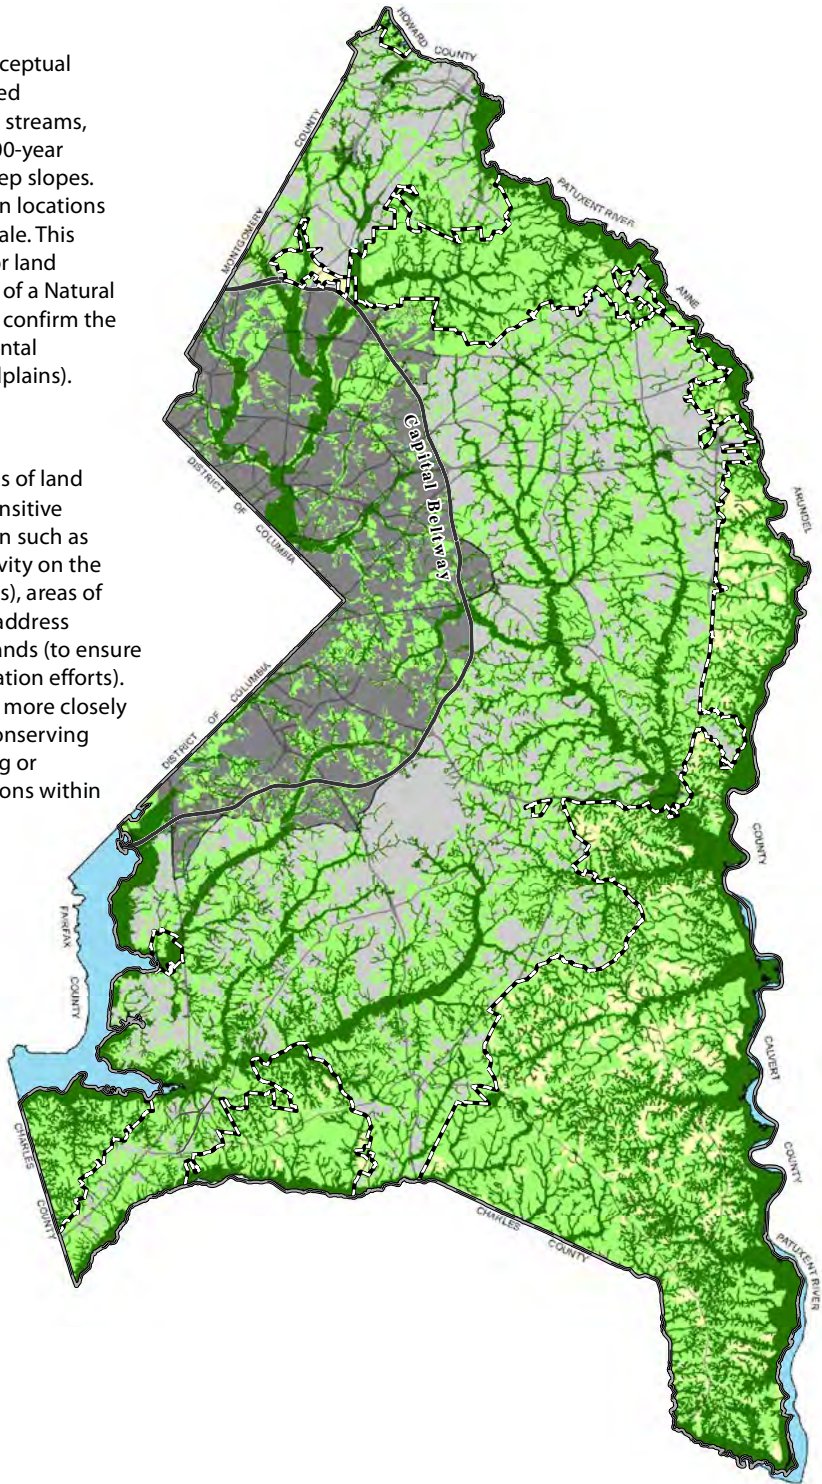 ceptual
ed
streams,
00-year
ep slopes.
n locations
ale. This
or land
of a Natural
confirm the
ntal
dplains).
s of land
nsitive
n such as
vity on the
s), areas of
address
ands (to ensure
ation efforts).
more closely
onserving
g or
ons within
HOWARD COUNTY
MONTGOMERY COUNTY
PATUXENT RIVER
ANNE
ARUNDEL
COUNTY
Capital Beltway
DISTRICT OF COLUMBIA
DISTRICT OF COLUMBIA
FAIRFAX COUNTY
CALVERT
COUNTY
CHARLES COUNTY
CHARLES COUNTY
PATUXENT RIVER